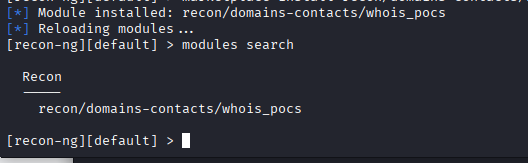 [*] Module installed: recon/domains-contacts/whois_pocs
[*] Reloading modules...
[recon-ng][default] > modules search
Recon
-----
recon/domains-contacts/whois_pocs
[recon-ng][default] >